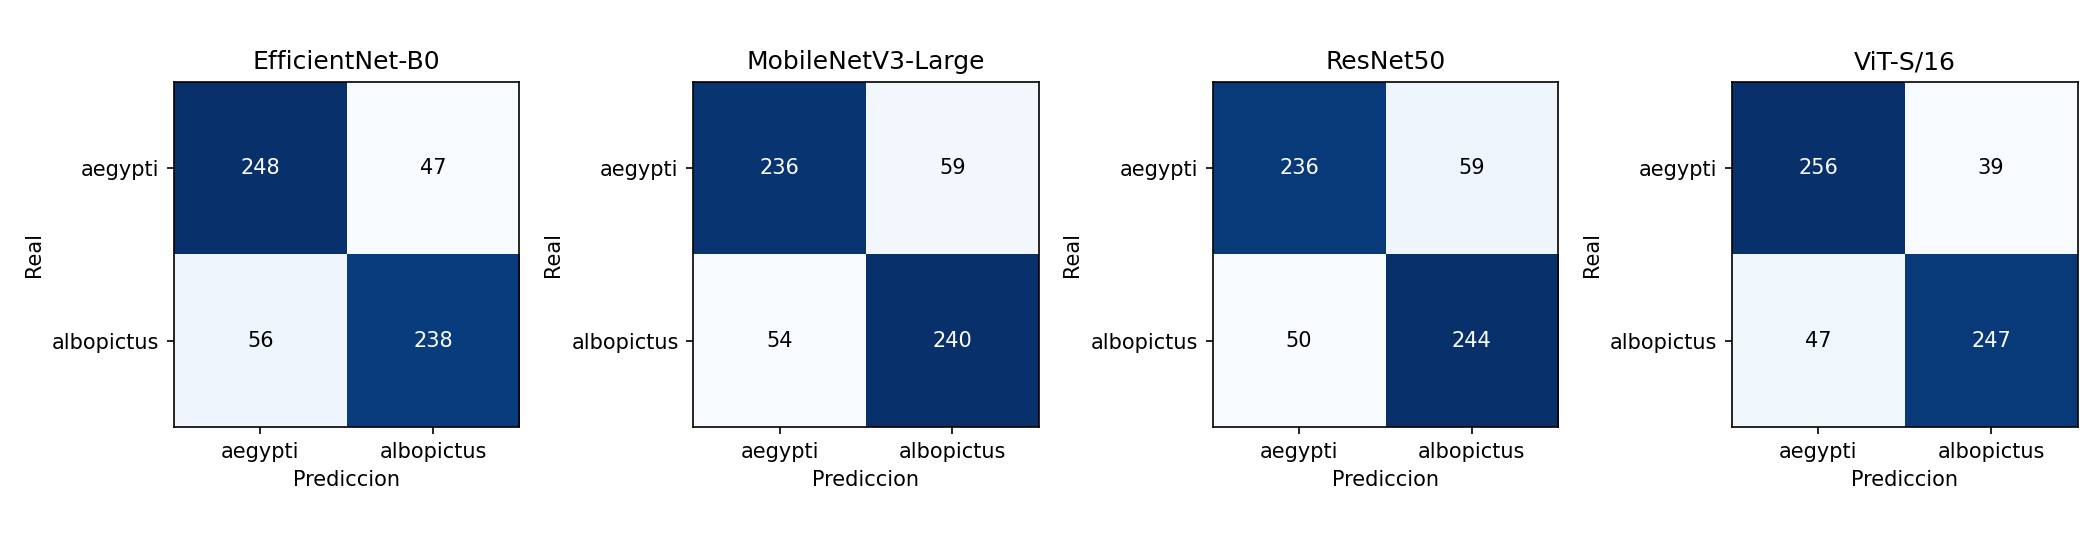 EfficientNet-B0
Real
aegypti
albopictus
248
47
56
238
aegypti
albopictus
Prediccion
MobileNetV3-Large
Real
aegypti
albopictus
236
59
54
240
aegypti
albopictus
Prediccion
ResNet50
Real
aegypti
albopictus
236
59
50
244
aegypti
albopictus
Prediccion
ViT-S/16
Real
aegypti
albopictus
256
39
47
247
aegypti
albopictus
Prediccion